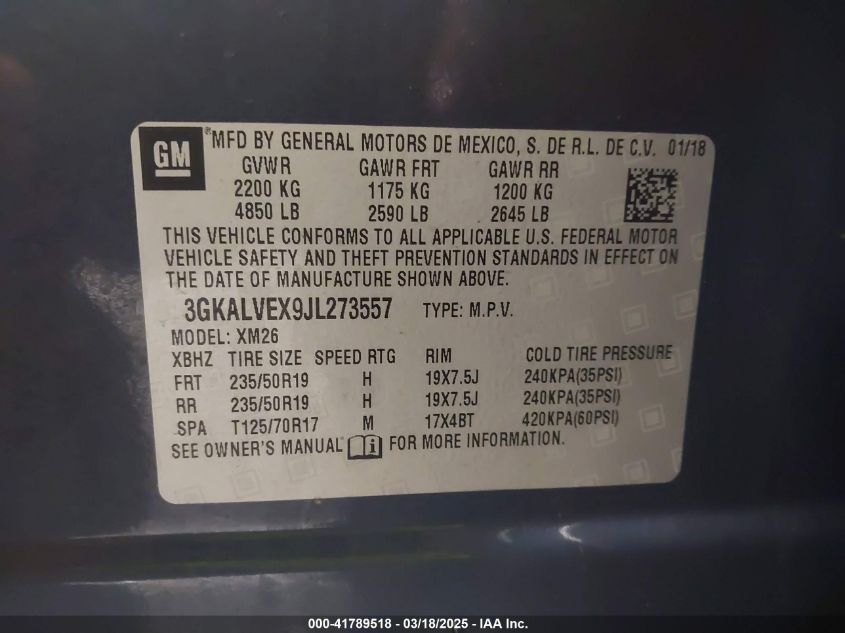 GM
®MFD BY GENERAL MOTORS DE MEXICO, S. DE R.L. DE C.V. 01/18
GVWR GAWR FRT GAWR RR
2200 KG 1175 KG 1200 KG
4850 LB 2590 LB 2645 LB
THIS VEHICLE CONFORMS TO ALL APPLICABLE U.S. FEDERAL MOTOR
VEHICLE SAFETY AND THEFT PREVENTION STANDARDS IN EFFECT ON
THE DATE OF MANUFACTURE SHOWN ABOVE.
3GKALVEX9JL273557 TYPE: M.P.V.
MODEL: XM26
XBHZ TIRE SIZE SPEED RTG RIM COLD TIRE PRESSURE
FRT 235/50R19 H 19X7.5J 240KPA(35PSI)
RR 235/50R19 H 19X7.5J 240KPA(35PSI)
SPA T125/70R17 M 17X4BT 420KPA(60PSI)
SEE OWNER'S MANUAL i FOR MORE INFORMATION.
000-41789518 - 03/18/2025 - IAA Inc.